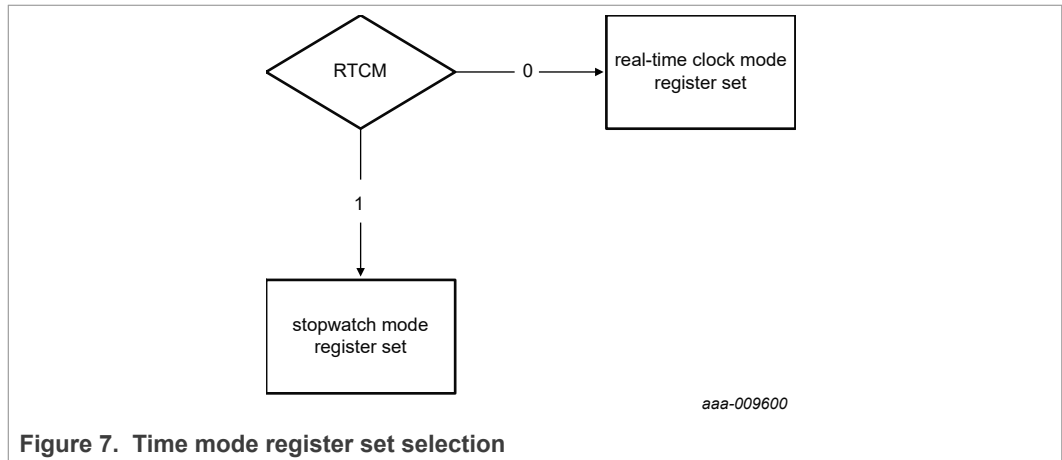 RTCM
0
real-time clock mode
register set
1
stopwatch mode
register set
aaa-009600
Figure 7. Time mode register set selection